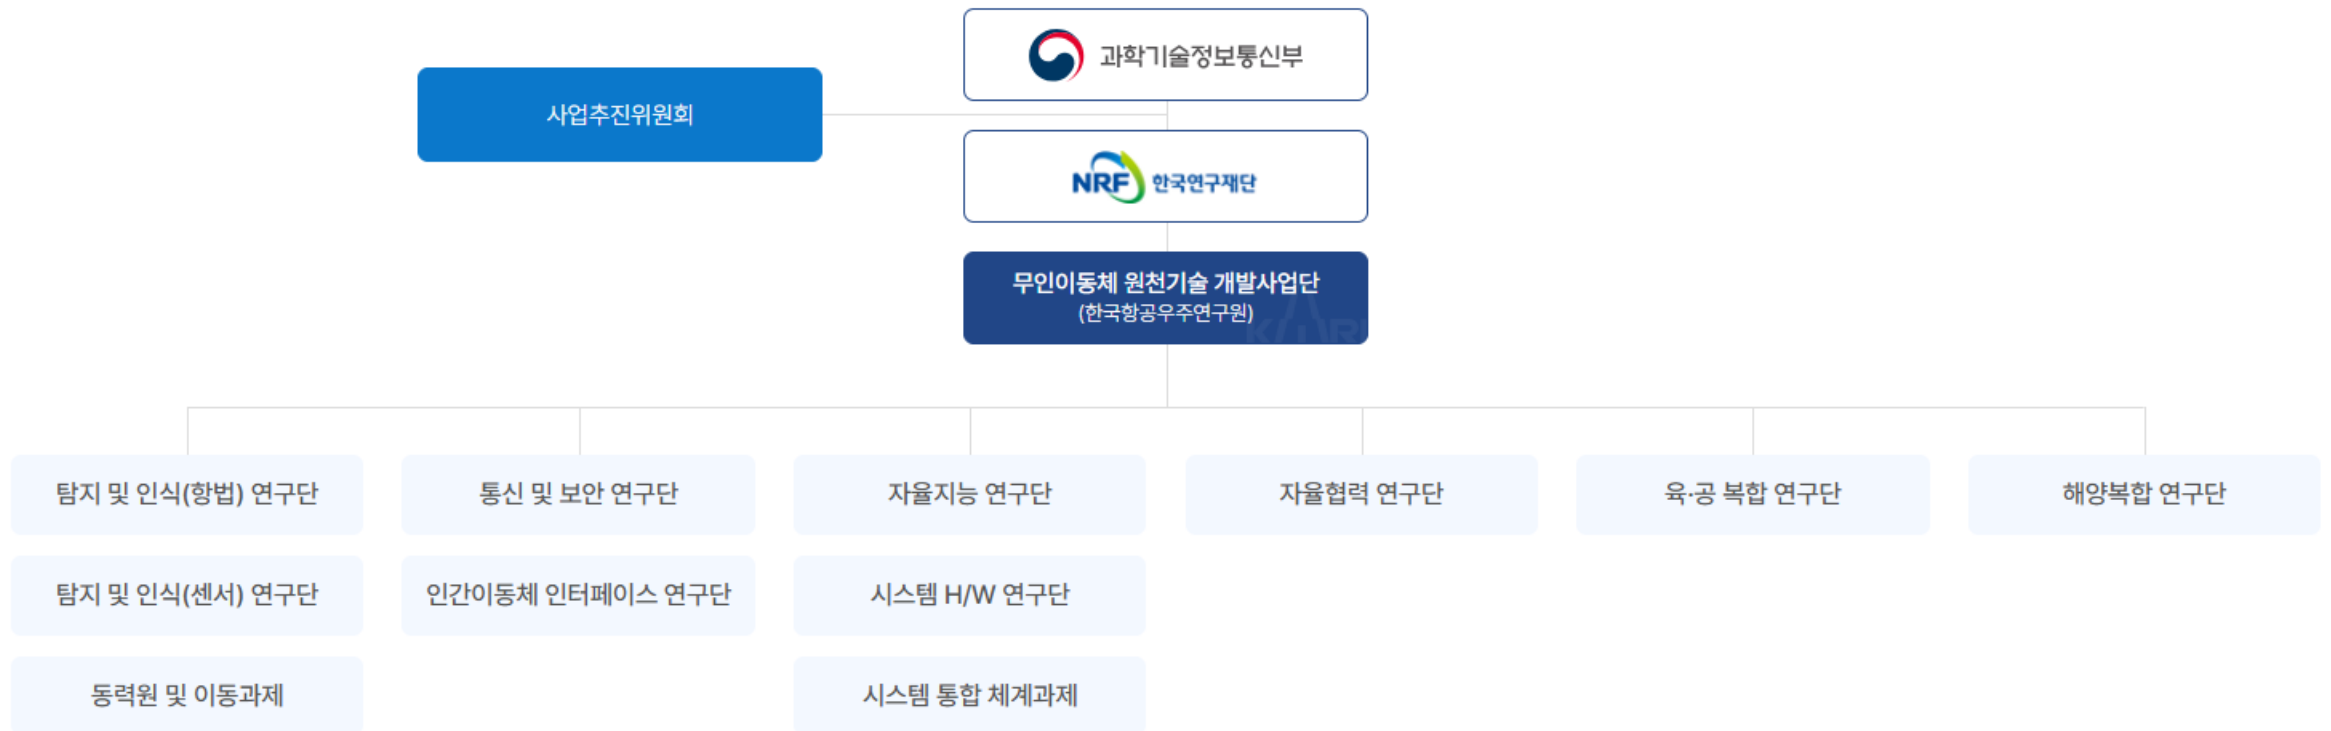 과학기술정보통신부
사업추진위원회
NRF 한국연구재단
무인이동체 원천기술 개발사업단
(한국항공우주연구원)
KARI
탐지 및 인식(항법) 연구단
통신 및 보안 연구단
자율지능 연구단
자율협력 연구단
육·공 복합 연구단
해양복합 연구단
탐지 및 인식(센서) 연구단
인간이동체 인터페이스 연구단
시스템 H/W 연구단
동력원 및 이동과제
시스템 통합 체계과제